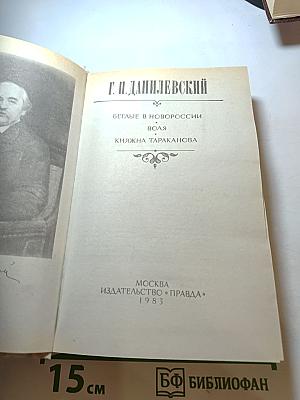 Г. П. ДАНИЛЕВСКИЙ
БЕГЛЫЕ В НОВОРОССИИ
ВОЛЯ
КНЯЖНА ТАРАКАНОВА
МОСКВА
ИЗДАТЕЛЬСТВО «ПРАВДА»
1983
15 см
БФ БИБЛИОФАН